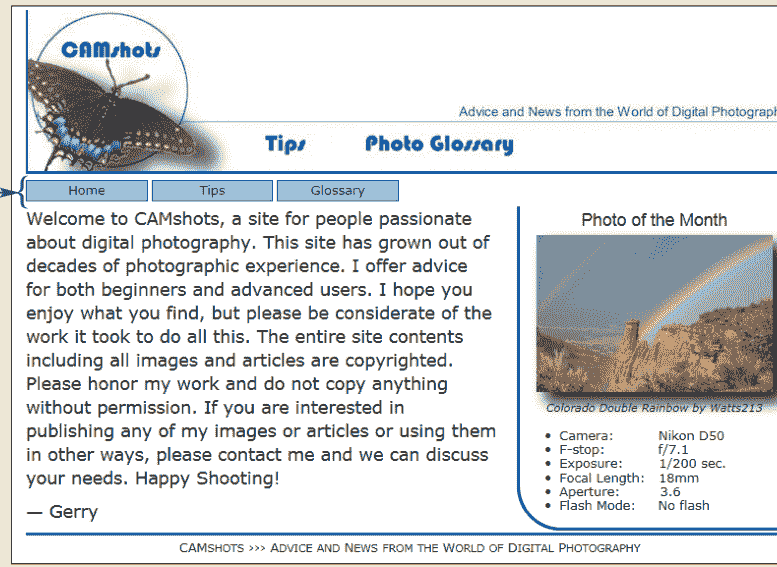 CAMshots
Advice and News from the World of Digital Photograph
Tips Photo Glossary
Home Tips Glossary
Welcome to CAMshots, a site for people passionate
about digital photography. This site has grown out of
decades of photographic experience. I offer advice
for both beginners and advanced users. I hope you
enjoy what you find, but please be considerate of the
work it took to do all this. The entire site contents
including all images and articles are copyrighted.
Please honor my work and do not copy anything
without permission. If you are interested in
publishing any of my images or articles or using them
in other ways, please contact me and we can discuss
your needs. Happy Shooting!
— Gerry
Photo of the Month
Colorado Double Rainbow by Watts213
• Camera: Nikon D50
• F-stop: f/7.1
• Exposure: 1/200 sec.
• Focal Length: 18mm
• Aperture: 3.6
• Flash Mode: No flash
CAMSHOTS >>> ADVICE AND NEWS FROM THE WORLD OF DIGITAL PHOTOGRAPHY